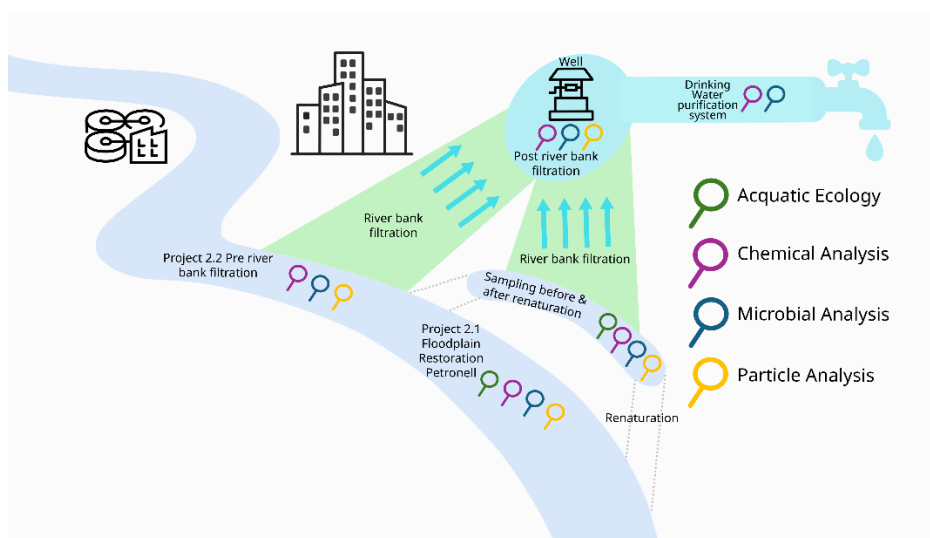 Well
Drinking
Water
purification
system
Post river bank
filtration
Acquatic Ecology
River bank
filtration
Chemical Analysis
Project 2.2 Pre river
bank filtration
River bank filtration
Sampling before &
after renaturation
Microbial Analysis
Project 2.1
Floodplain
Restoration
Petronell
Particle Analysis
Renaturation